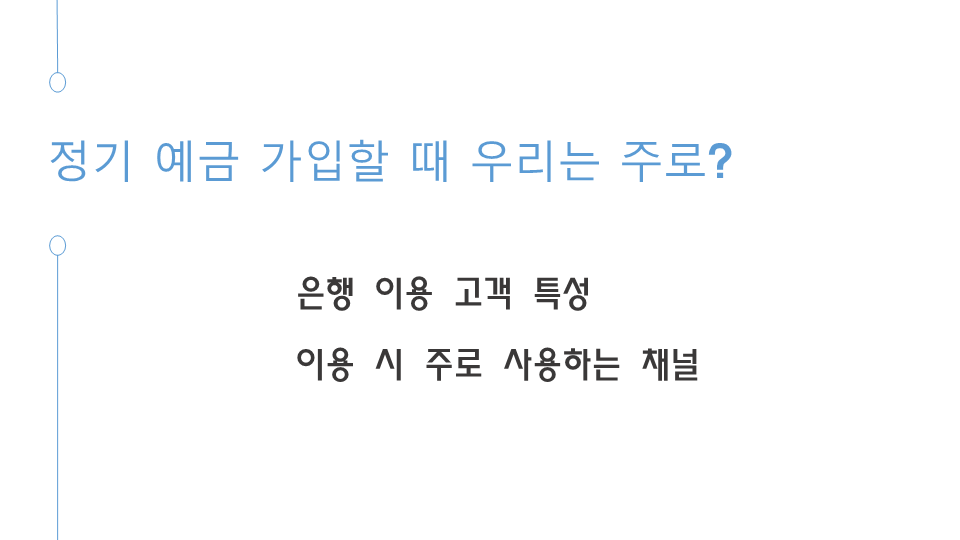 정기 예금 가입할 때 우리는 주로?
은행 이용 고객 특성
이용 시 주로 사용하는 채널